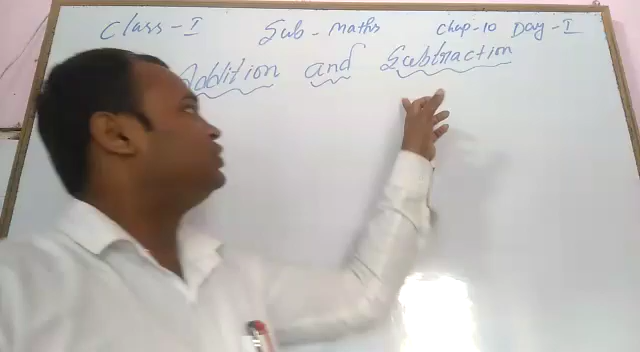 Class - I Sub - Maths Chap-10 Day - I
Addition and Subtraction